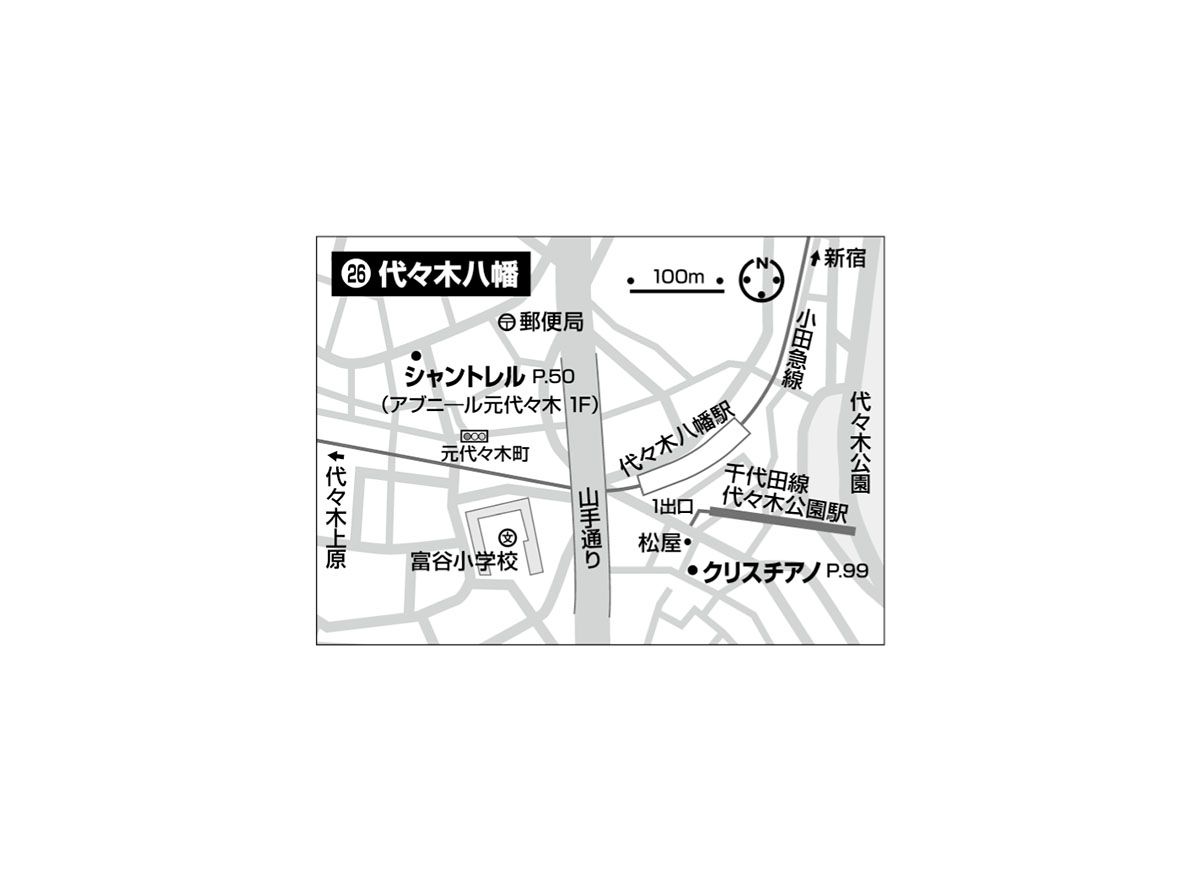 26 代々木八幡
100m
N
新宿
郵便局
小田急線
シャントレル P.50
(アブニール元代々木 1F)
代々木公園
元代々木町
代々木八幡駅
代々木上原
千代田線
代々木公園駅
1出口
山手通り
文
富谷小学校
松屋
クリスチアノ P.99